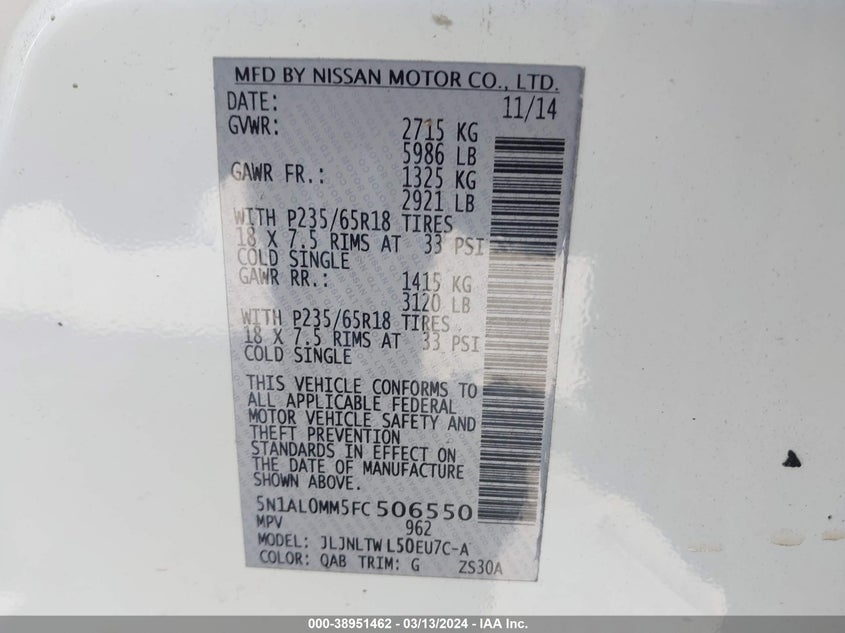 MFD BY NISSAN MOTOR CO., LTD.
DATE: 11/14
GVWR: 2715 KG
5986 LB
GAWR FR.: 1325 KG
2921 LB
WITH P235/65R18 TIRES
18 X 7.5 RIMS AT 33 PSI
COLD SINGLE
GAWR RR.: 1415 KG
3120 LB
WITH P235/65R18 TIRES
18 X 7.5 RIMS AT 33 PSI
COLD SINGLE
THIS VEHICLE CONFORMS TO
ALL APPLICABLE FEDERAL
MOTOR VEHICLE SAFETY AND
THEFT PREVENTION
STANDARDS IN EFFECT ON
THE DATE OF MANUFACTURE
SHOWN ABOVE.
5N1AL0MM5FC506550
MPV 962
MODEL: JLJNLTWL50EU7C-A
COLOR: QAB TRIM: G ZS30A
000-38951462 - 03/13/2024 - IAA Inc.